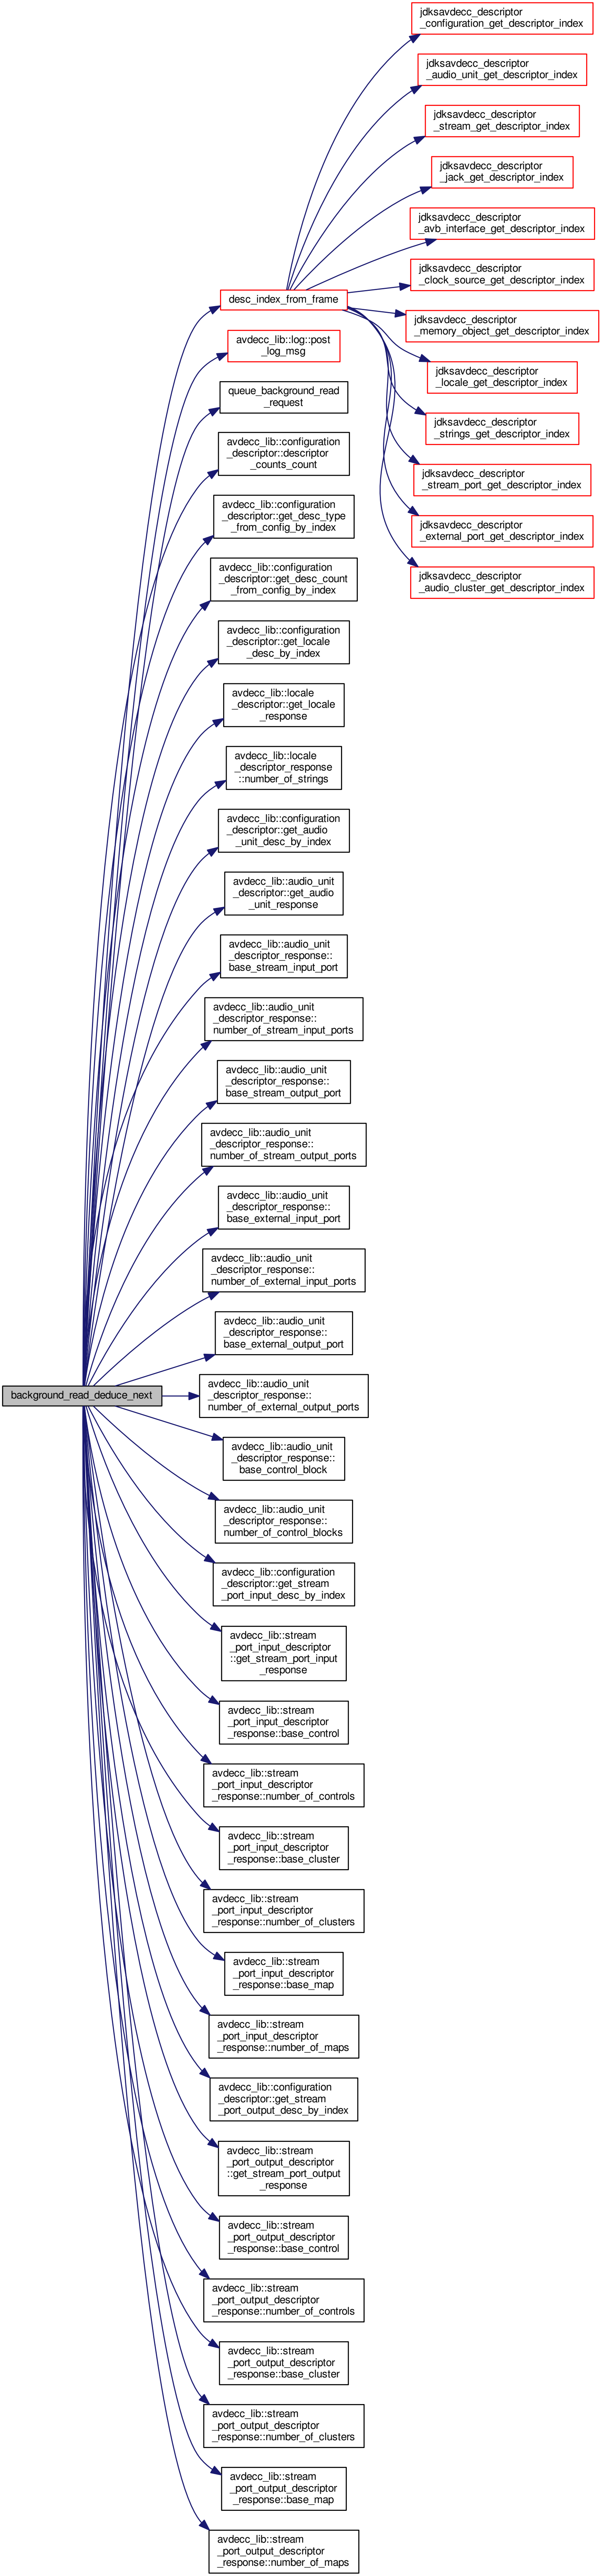 jdksavdecc_descriptor
_configuration_get_descriptor_index
jdksavdecc_descriptor
_audio_unit_get_descriptor_index
jdksavdecc_descriptor
_stream_get_descriptor_index
jdksavdecc_descriptor
_jack_get_descriptor_index
jdksavdecc_descriptor
_avb_interface_get_descriptor_index
jdksavdecc_descriptor
_clock_source_get_descriptor_index
desc_index_from_frame
jdksavdecc_descriptor
_memory_object_get_descriptor_index
avdecc_lib::log::post
_log_msg
jdksavdecc_descriptor
_locale_get_descriptor_index
queue_background_read
_request
jdksavdecc_descriptor
_strings_get_descriptor_index
avdecc_lib::configuration
_descriptor::descriptor
_counts_count
jdksavdecc_descriptor
_stream_port_get_descriptor_index
avdecc_lib::configuration
_descriptor::get_desc_type
_from_config_by_index
jdksavdecc_descriptor
_external_port_get_descriptor_index
avdecc_lib::configuration
_descriptor::get_desc_count
_from_config_by_index
jdksavdecc_descriptor
_audio_cluster_get_descriptor_index
avdecc_lib::configuration
_descriptor::get_locale
_desc_by_index
avdecc_lib::locale
_descriptor::get_locale
_response
avdecc_lib::locale
_descriptor_response
::number_of_strings
avdecc_lib::configuration
_descriptor::get_audio
_unit_desc_by_index
avdecc_lib::audio_unit
_descriptor::get_audio
_unit_response
avdecc_lib::audio_unit
_descriptor_response::
base_stream_input_port
avdecc_lib::audio_unit
_descriptor_response::
number_of_stream_input_ports
avdecc_lib::audio_unit
_descriptor_response::
base_stream_output_port
avdecc_lib::audio_unit
_descriptor_response::
number_of_stream_output_ports
avdecc_lib::audio_unit
_descriptor_response::
base_external_input_port
avdecc_lib::audio_unit
_descriptor_response::
number_of_external_input_ports
avdecc_lib::audio_unit
_descriptor_response::
base_external_output_port
background_read_deduce_next
avdecc_lib::audio_unit
_descriptor_response::
number_of_external_output_ports
avdecc_lib::audio_unit
_descriptor_response::
base_control_block
avdecc_lib::audio_unit
_descriptor_response::
number_of_control_blocks
avdecc_lib::configuration
_descriptor::get_stream
_port_input_desc_by_index
avdecc_lib::stream
_port_input_descriptor
::get_stream_port_input
_response
avdecc_lib::stream
_port_input_descriptor
_response::base_control
avdecc_lib::stream
_port_input_descriptor
_response::number_of_controls
avdecc_lib::stream
_port_input_descriptor
_response::base_cluster
avdecc_lib::stream
_port_input_descriptor
_response::number_of_clusters
avdecc_lib::stream
_port_input_descriptor
_response::base_map
avdecc_lib::stream
_port_input_descriptor
_response::number_of_maps
avdecc_lib::configuration
_descriptor::get_stream
_port_output_desc_by_index
avdecc_lib::stream
_port_output_descriptor
::get_stream_port_output
_response
avdecc_lib::stream
_port_output_descriptor
_response::base_control
avdecc_lib::stream
_port_output_descriptor
_response::number_of_controls
avdecc_lib::stream
_port_output_descriptor
_response::base_cluster
avdecc_lib::stream
_port_output_descriptor
_response::number_of_clusters
avdecc_lib::stream
_port_output_descriptor
_response::base_map
avdecc_lib::stream
_port_output_descriptor
_response::number_of_maps